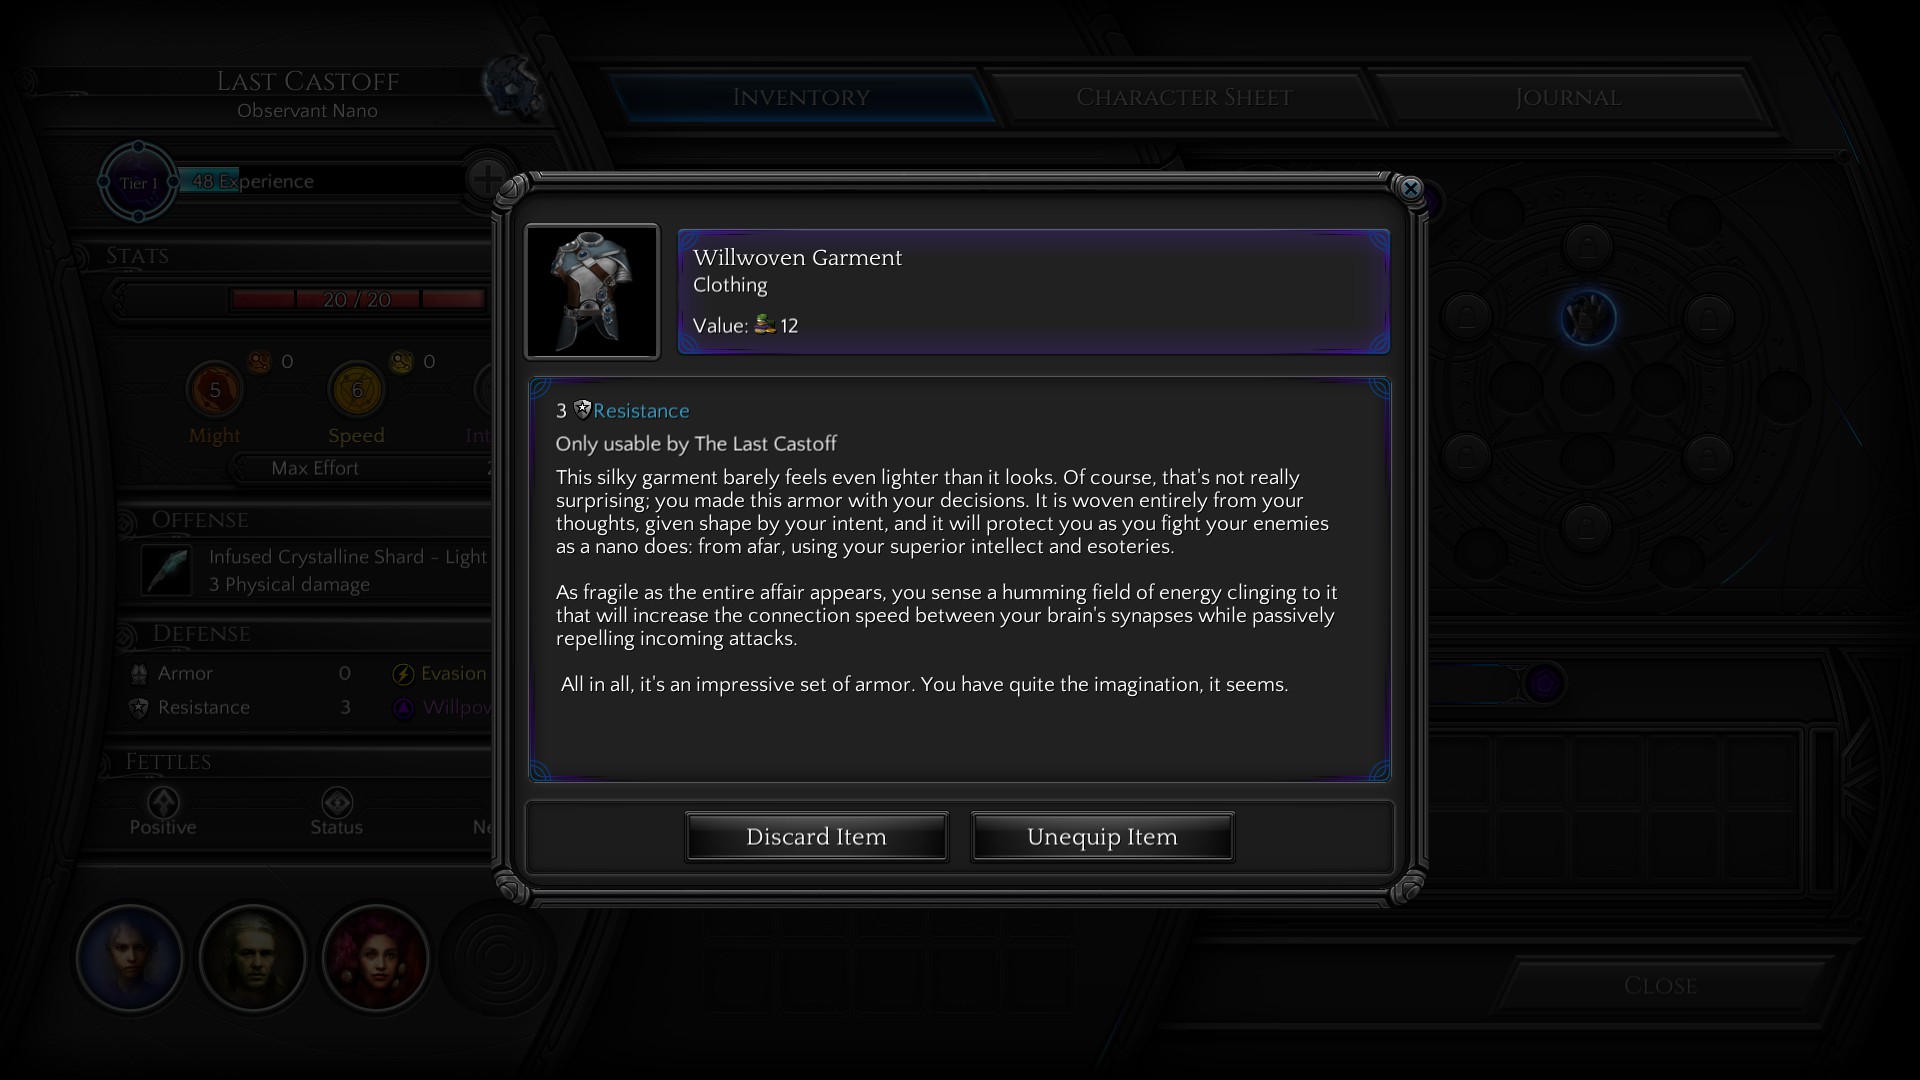 LAST CASTOFF
Observant Nano
INVENTORY
CHARACTER SHEET
JOURNAL
Tier 1
48 Experience
STATS
20 / 20
0
0
5
6
Might
Speed
Max Effort
OFFENSE
Infused Crystalline Shard - Light
3 Physical damage
DEFENSE
Armor 0
Evasion
Resistance 3
FETTLES
Positive
Status
Willwoven Garment
Clothing
Value: 12
3 Resistance
Only usable by The Last Castoff
This silky garment barely feels even lighter than it looks. Of course, that's not really
surprising; you made this armor with your decisions. It is woven entirely from your
thoughts, given shape by your intent, and it will protect you as you fight your enemies
as a nano does: from afar, using your superior intellect and esoteries.
As fragile as the entire affair appears, you sense a humming field of energy clinging to it
that will increase the connection speed between your brain's synapses while passively
repelling incoming attacks.
All in all, it's an impressive set of armor. You have quite the imagination, it seems.
Discard Item
Unequip Item
CLOSE